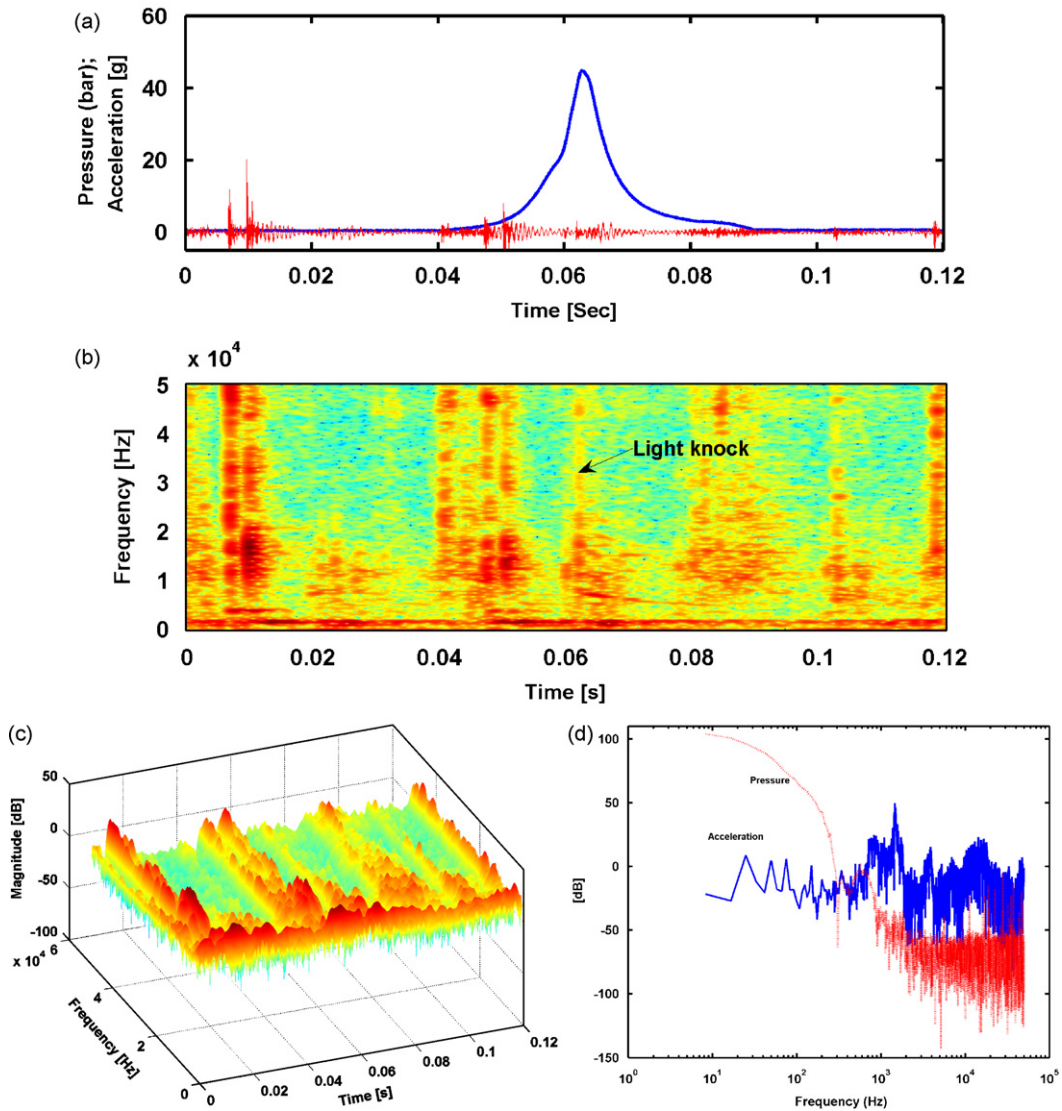 (a)
60
40
20
0
Pressure (bar);
Acceleration [g]
0 0.02 0.04 0.06 0.08 0.1 0.12
Time [Sec]
(b)
x 10^4
5
4
3
2
1
0
Frequency [Hz]
Light knock
0 0.02 0.04 0.06 0.08 0.1 0.12
Time [s]
(c)
50
0
-50
-100
Magnitude [dB]
x 10^4 6
4
2
0
Frequency [Hz]
0 0.02 0.04 0.06 0.08 0.1 0.12
Time [s]
(d)
100
50
0
-50
-100
-150
[dB]
Pressure
Acceleration
10^0 10^1 10^2 10^3 10^4 10^5
Frequency (Hz)